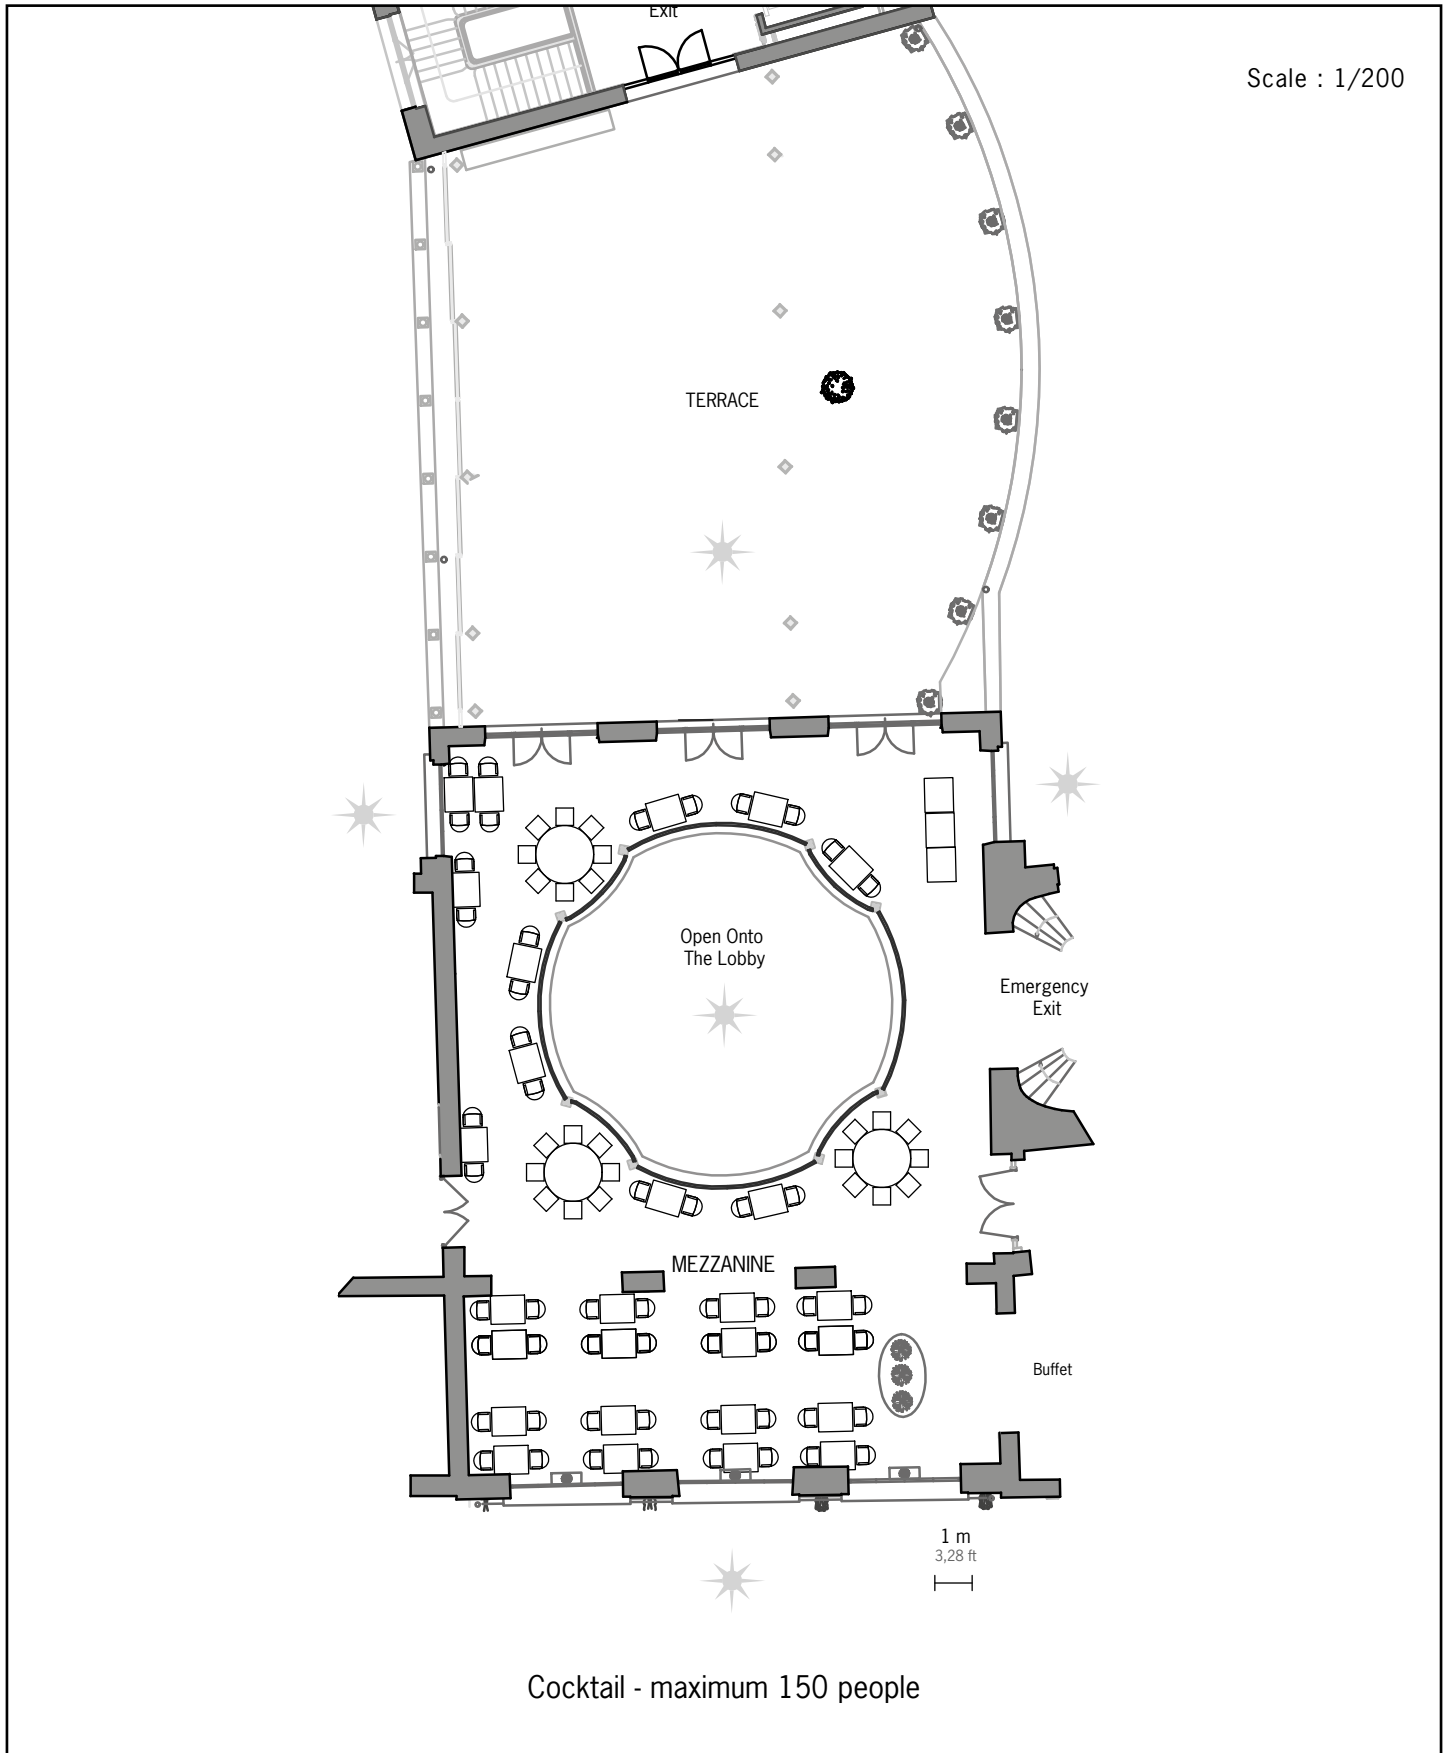 Exit
Scale : 1/200
TERRACE
Open Onto
The Lobby
Emergency
Exit
MEZZANINE
Buffet
1 m
3,28 ft
Cocktail - maximum 150 people